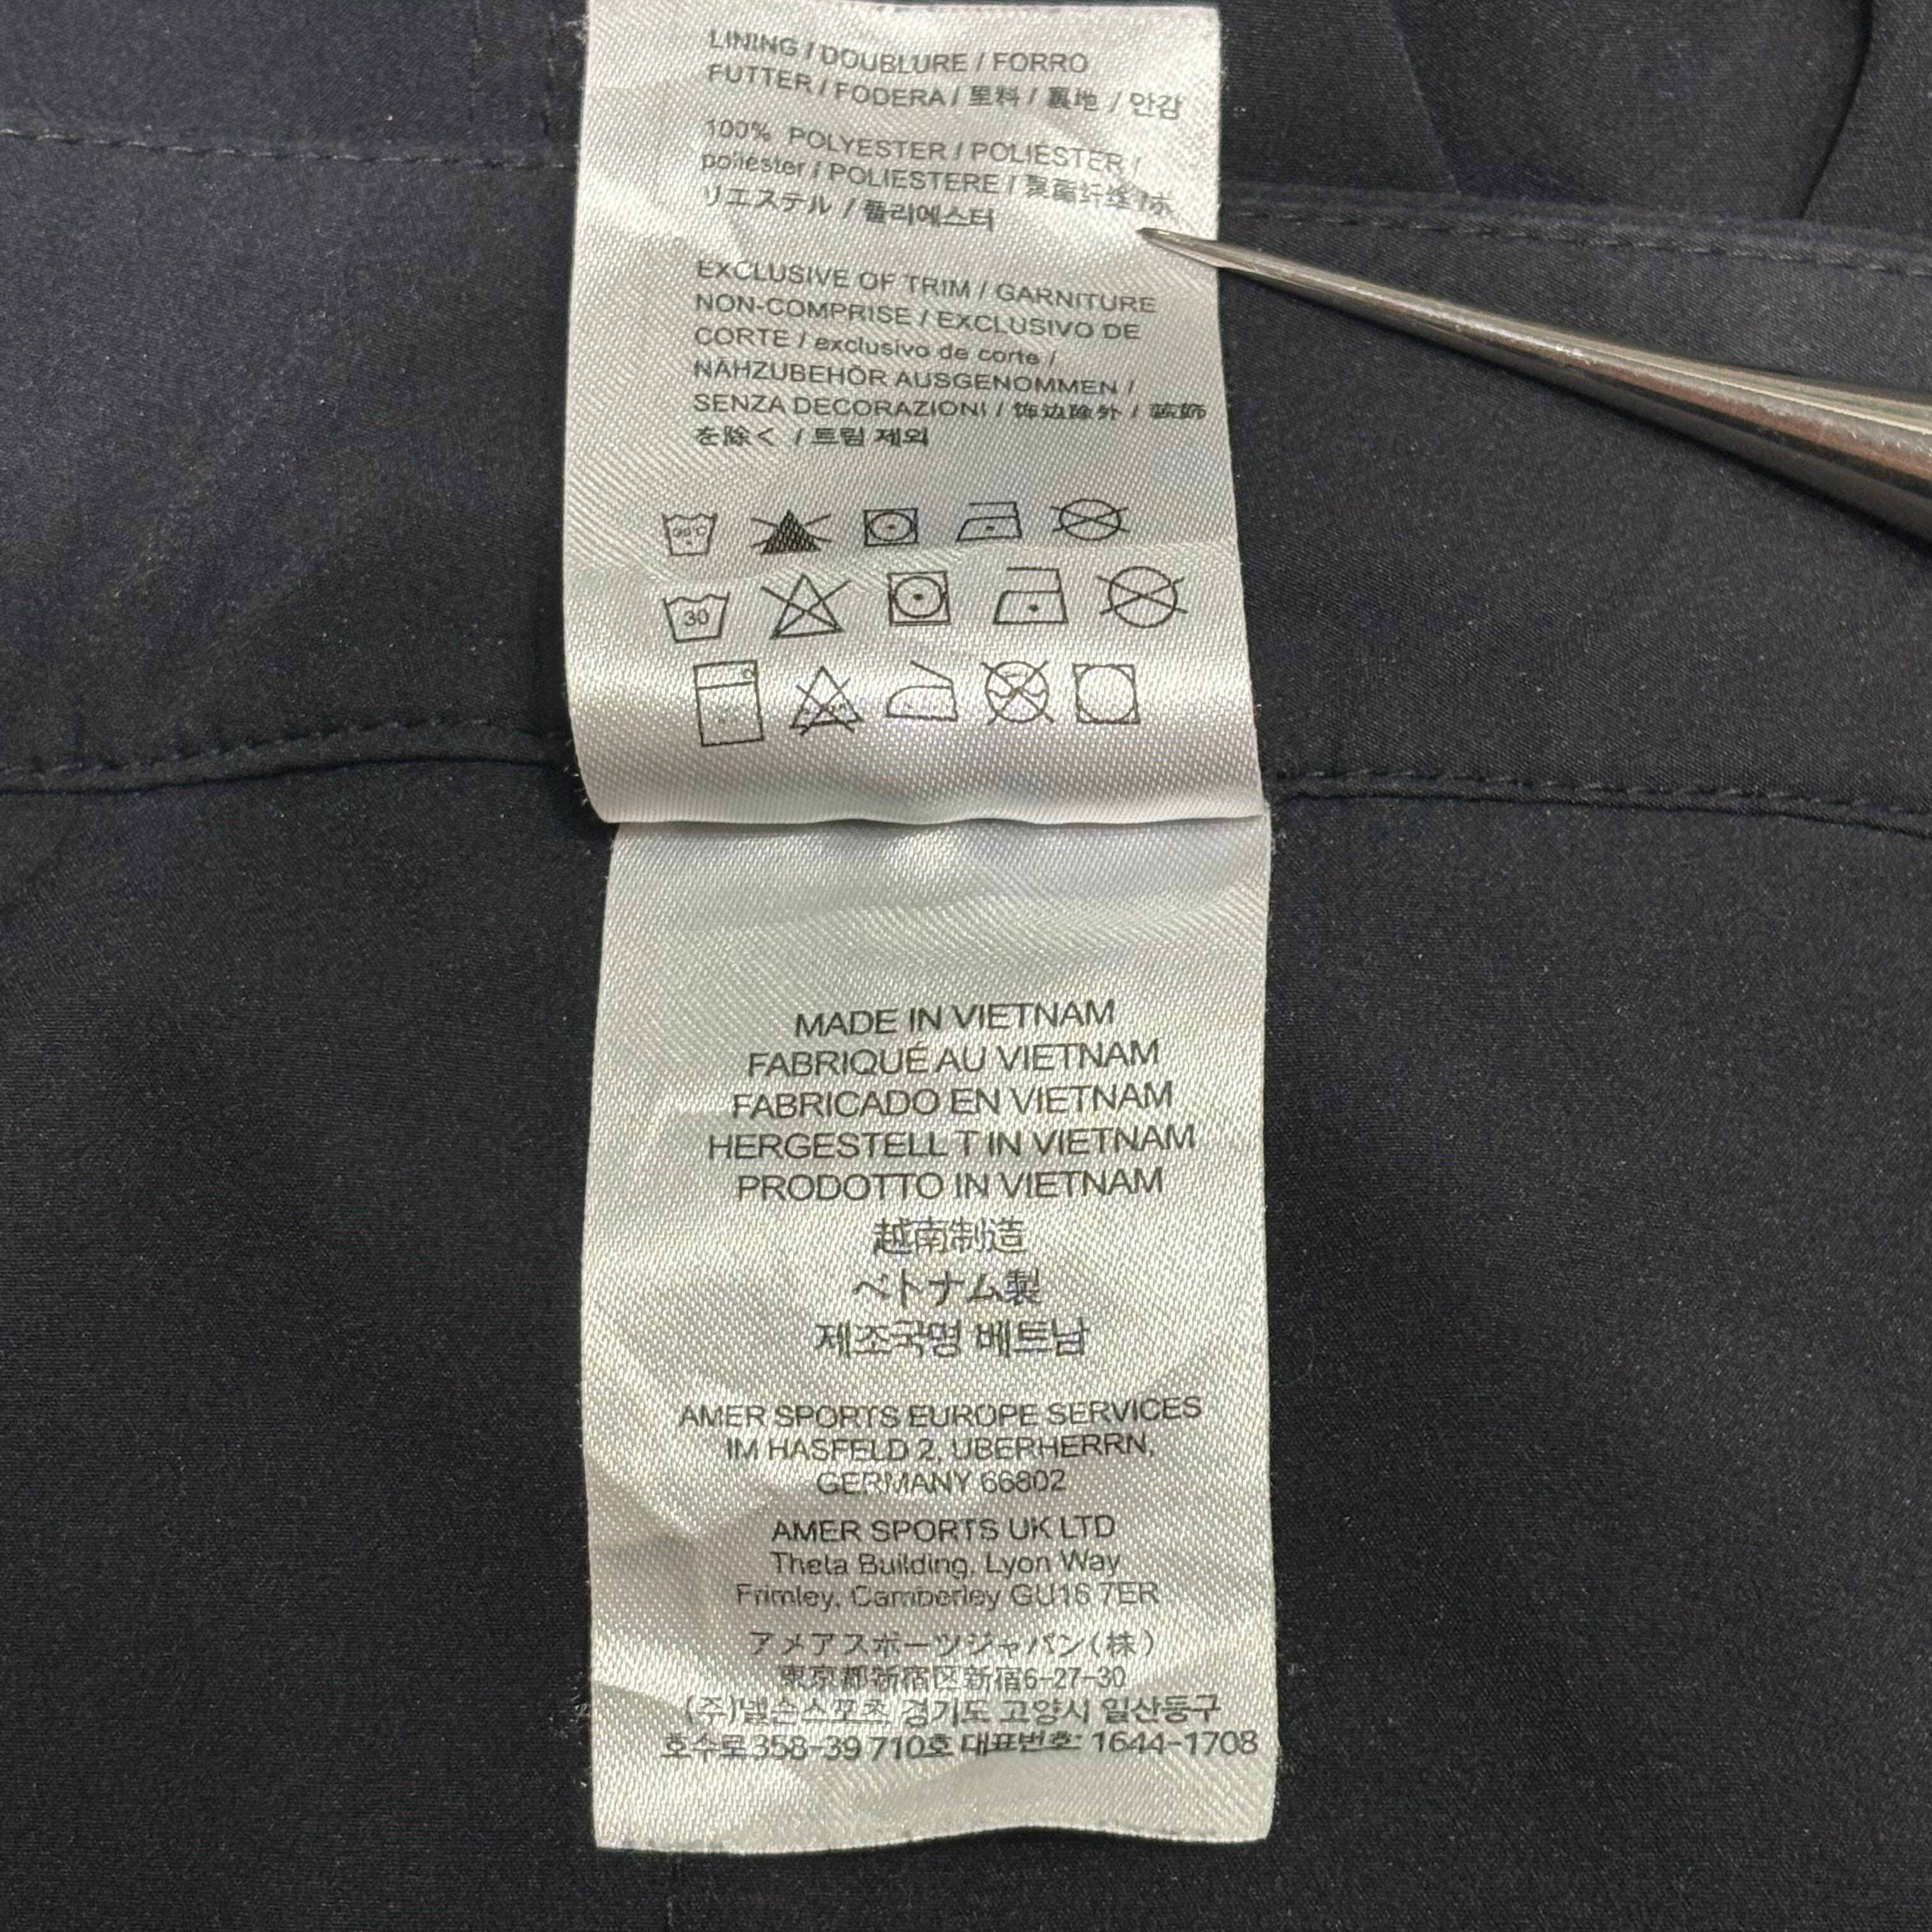 LINING / DOUBLURE / FORRO
FUTTER / FODERA / 里料 / 裏地 / 안감
100% POLYESTER / POLIÉSTER /
poliéster / POLIESTERE / 聚酯纤维 / ポ
リエステル / 폴리에스터
EXCLUSIVE OF TRIM / GARNITURE
NON-COMPRISE / EXCLUSIVO DE
CORTE / exclusivo de corte /
NÄHZUBEHÖR AUSGENOMMEN /
SENZA DECORAZIONI / 饰边除外 / 装飾
を除く / 트림 제외
30°C
30
MADE IN VIETNAM
FABRIQUÉ AU VIETNAM
FABRICADO EN VIETNAM
HERGESTELLT IN VIETNAM
PRODOTTO IN VIETNAM
越南制造
ベトナム製
제조국명 베트남
AMER SPORTS EUROPE SERVICES
IM HASFELD 2, UBERHERRN,
GERMANY 66802
AMER SPORTS UK LTD
Theta Building, Lyon Way
Frimley, Camberley GU16 7ER
アメアスポーツジャパン(株)
東京都新宿区新宿6-27-30
(주)넬슨스포츠 경기도 고양시 일산동구
호수로358-39 710호 대표번호: 1644-1708